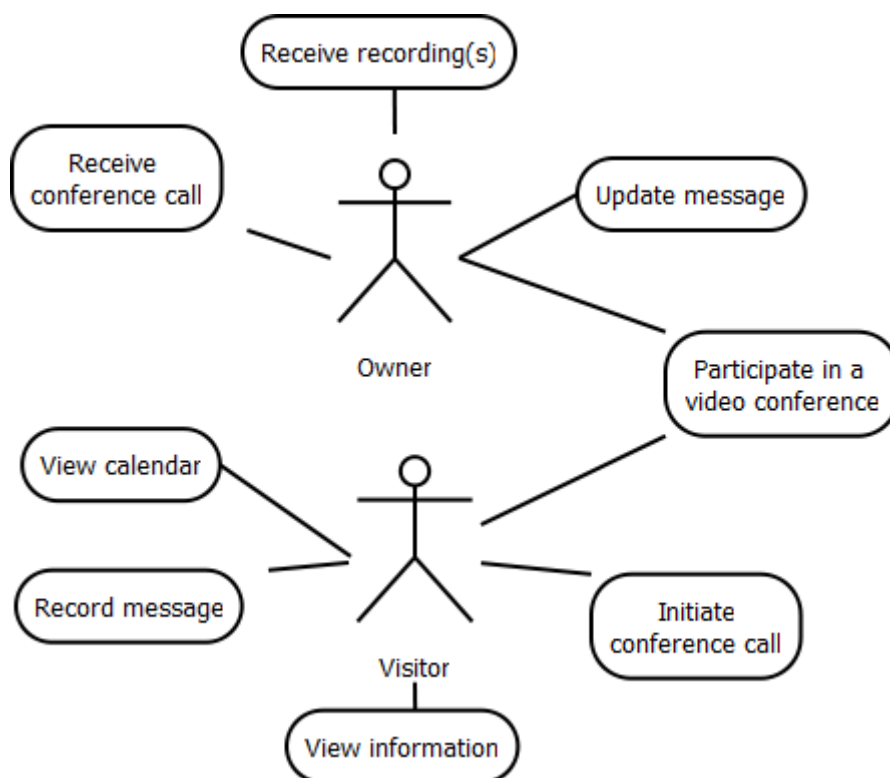 Receive recording(s)
Receive
conference call
Update message
Owner
Participate in a
video conference
View calendar
Record message
Initiate
conference call
Visitor
View information